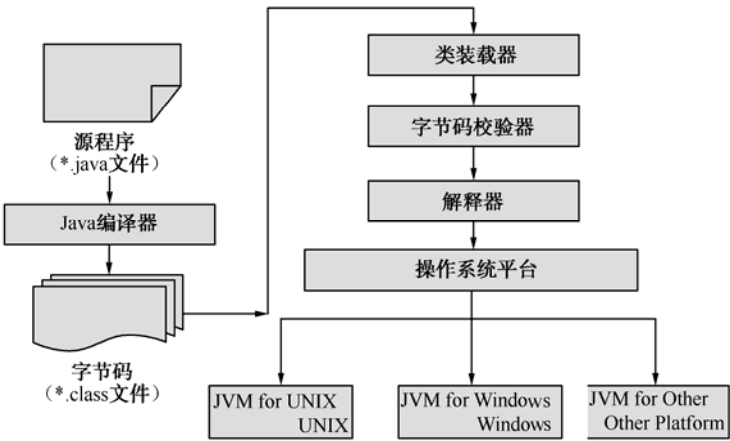 源程序
（*.java文件）
Java编译器
字节码
（*.class文件）
类装载器
字节码校验器
解释器
操作系统平台
JVM for UNIX
UNIX
JVM for Windows
Windows
JVM for Other
Other Platform